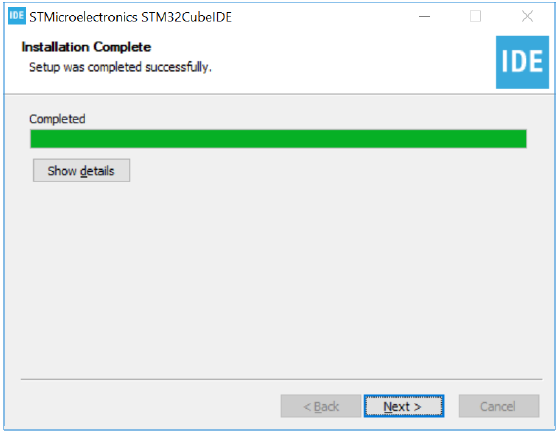 IDE STMicroelectronics STM32CubeIDE
Installation Complete
Setup was completed successfully.
IDE
Completed
Show details
< Back Next > Cancel